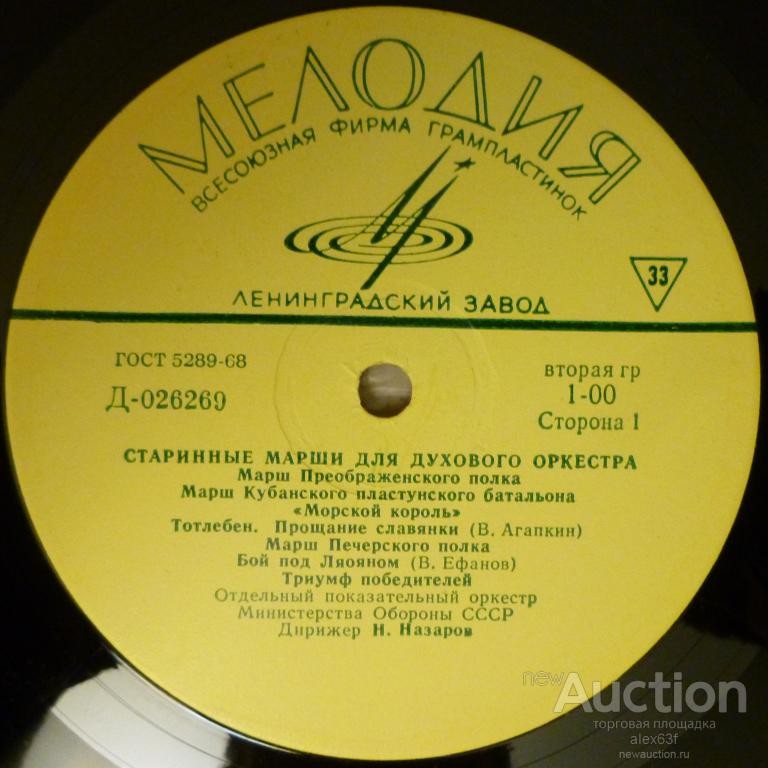 МЕЛОДИЯ
ВСЕСОЮЗНАЯ ФИРМА ГРАМПЛАСТИНОК
33
ЛЕНИНГРАДСКИЙ ЗАВОД
ГОСТ 5289-68
Д-026269
вторая гр
1-00
Сторона 1
СТАРИННЫЕ МАРШИ ДЛЯ ДУХОВОГО ОРКЕСТРА
Марш Преображенского полка
Марш Кубанского пластунского батальона
«Морской король»
Тотлебен. Прощание славянки (В. Агапкин)
Марш Печерского полка
Бой под Ляояном (В. Ефанов)
Триумф победителей
Отдельный показательный оркестр
Министерства Обороны СССР
Дирижер Н. Назаров
newAuction
торговая площадка
alex63f
newauction.ru